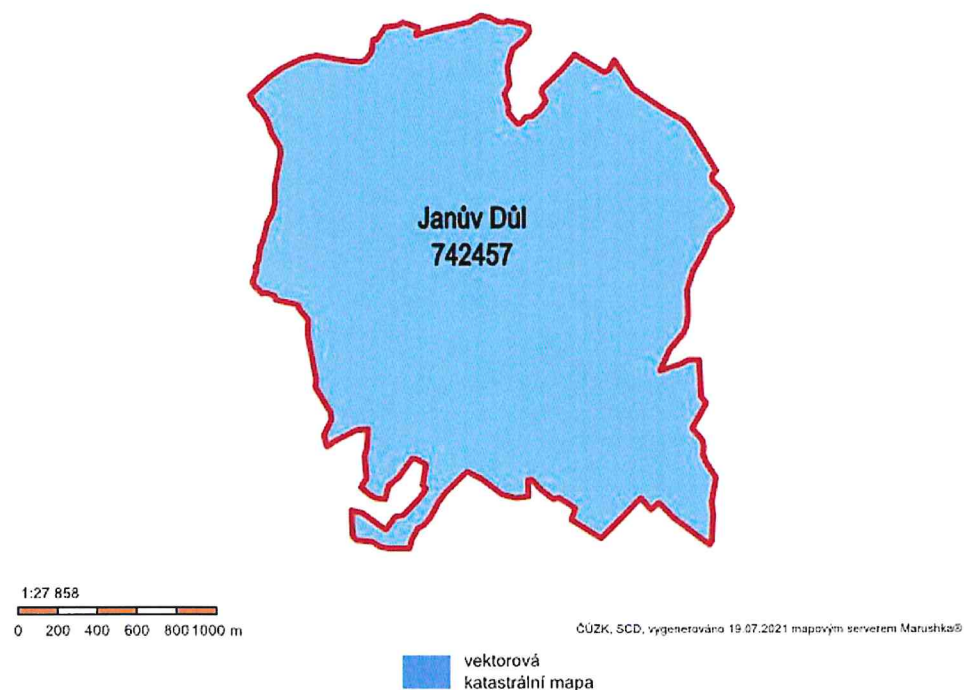 Janův Důl
742457
1:27 858
0 200 400 600 800 1000 m
ČÚZK, SCD, vygenerováno 19.07.2021 mapovým serverem Marushka®
vektorová
katastrální mapa